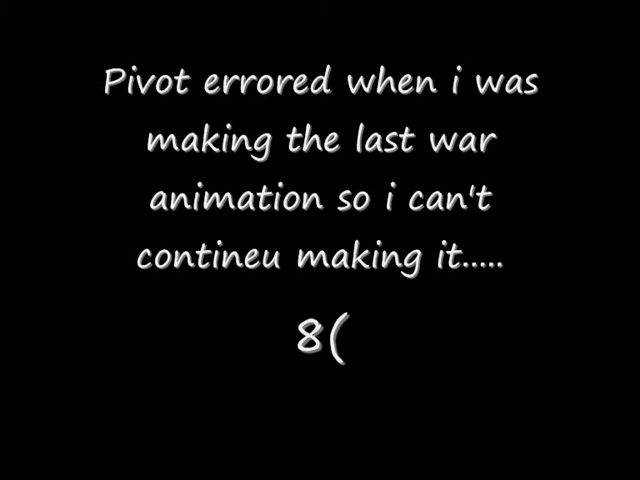 Pivot errored when i was
making the last war
animation so i can't
contineu making it.....
8(